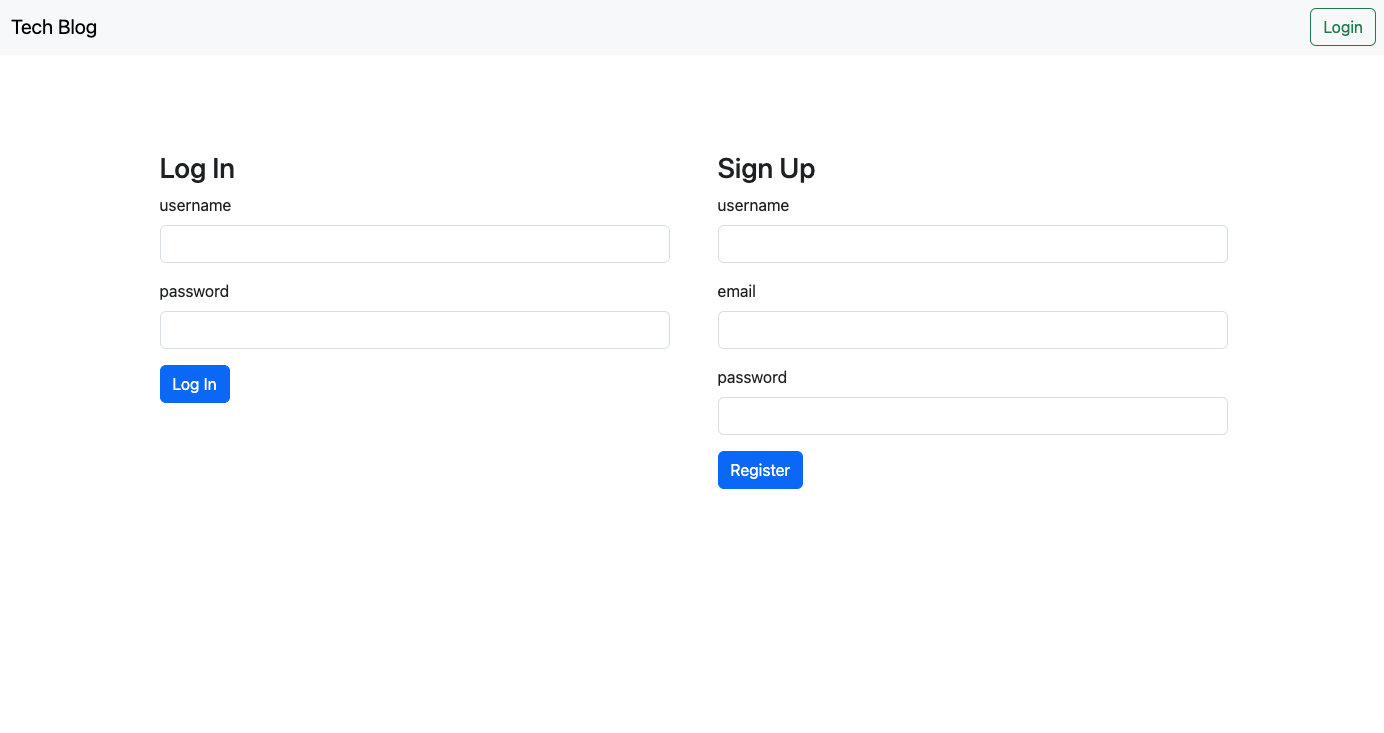 Tech Blog
Login
Log In
username
password
Log In
Sign Up
username
email
password
Register